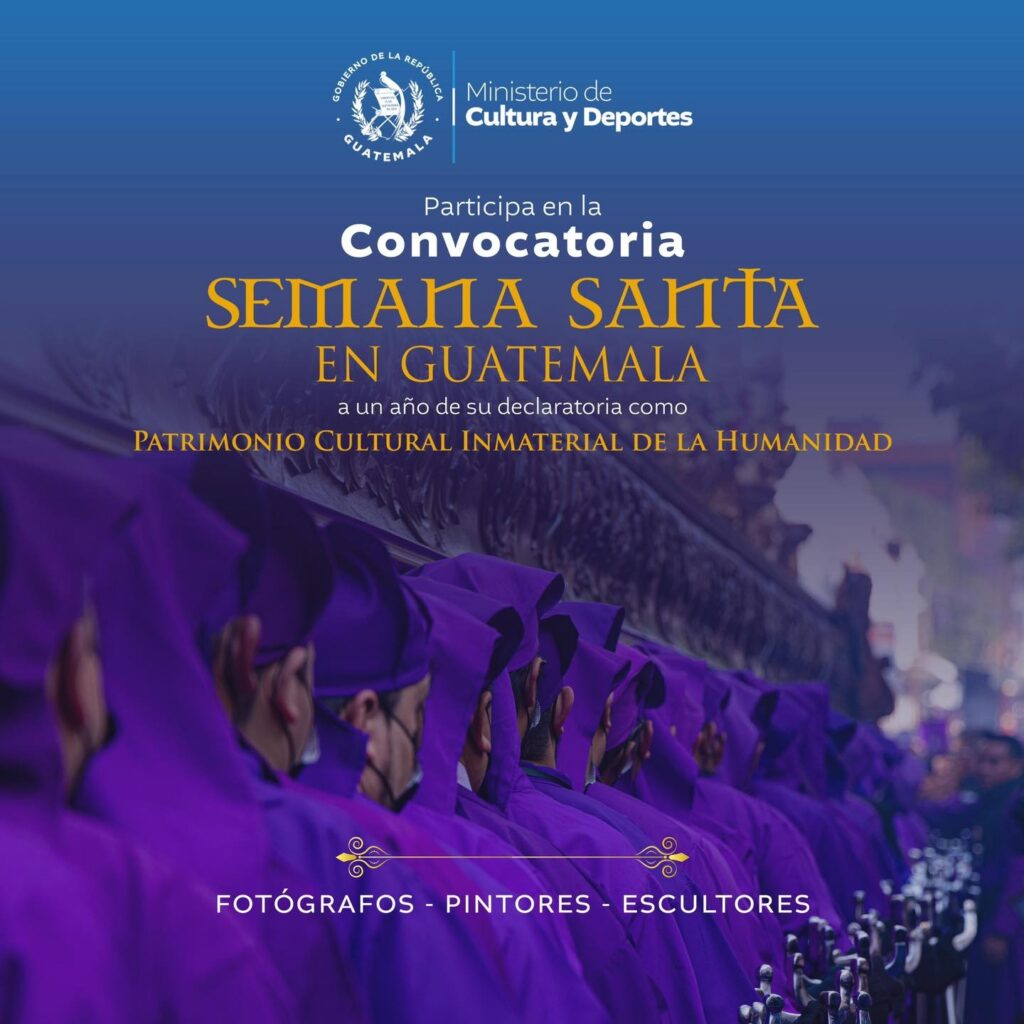 GOBIERNO DE LA REPÚBLICA
GUATEMALA
Ministerio de
Cultura y Deportes
Participa en la
Convocatoria
SEMANA SANTA
EN GUATEMALA
a un año de su declaratoria como
PATRIMONIO CULTURAL INMATERIAL DE LA HUMANIDAD
FOTÓGRAFOS - PINTORES - ESCULTORES